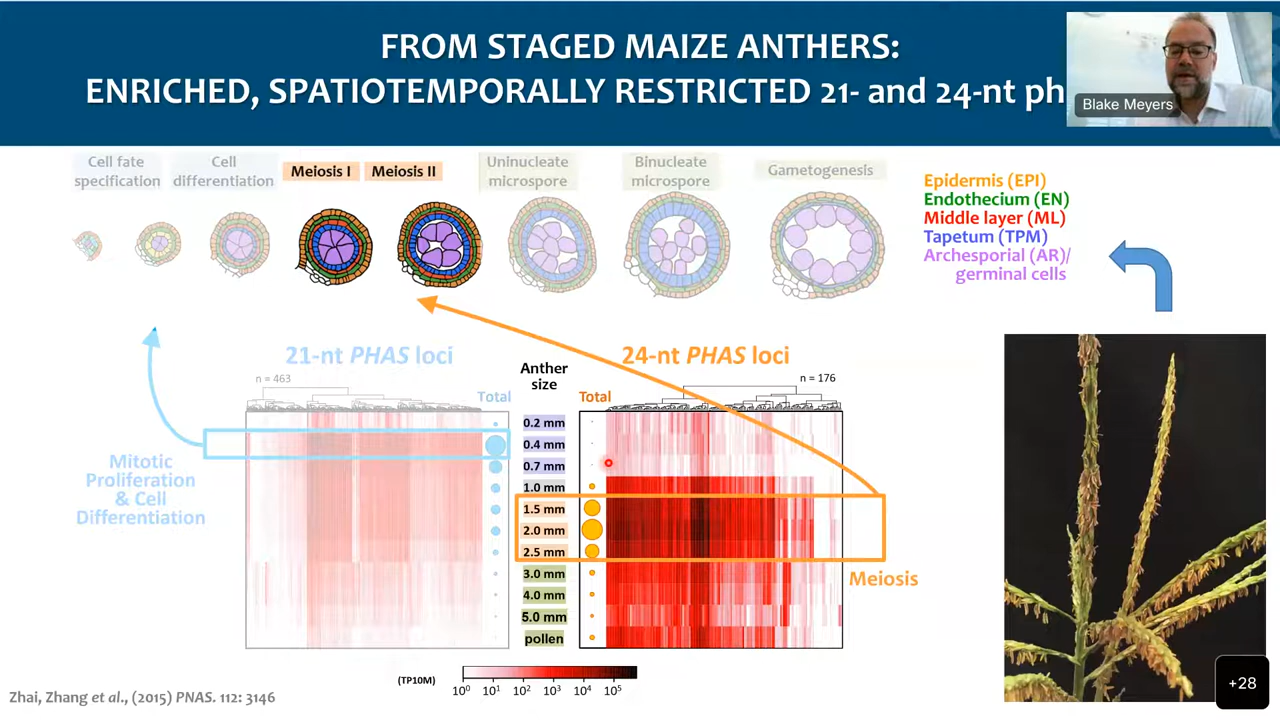 FROM STAGED MAIZE ANTHERS:
ENRICHED, SPATIOTEMPORALLY RESTRICTED 21- and 24-nt ph
Blake Meyers
Cell fate
specification
Cell
differentiation
Meiosis I
Meiosis II
Uninucleate
microspore
Binucleate
microspore
Gametogenesis
Epidermis (EPI)
Endothecium (EN)
Middle layer (ML)
Tapetum (TPM)
Archesporial (AR)/
germinal cells
21-nt PHAS loci
24-nt PHAS loci
n = 463
Anther
size
n = 176
Total
Total
0.2 mm
0.4 mm
0.7 mm
1.0 mm
1.5 mm
2.0 mm
2.5 mm
3.0 mm
4.0 mm
5.0 mm
pollen
Mitotic
Proliferation
& Cell
Differentiation
Meiosis
(TP10M)
10⁰ 10¹ 10² 10³ 10⁴ 10⁵
Zhai, Zhang et al., (2015) PNAS. 112: 3146
+28